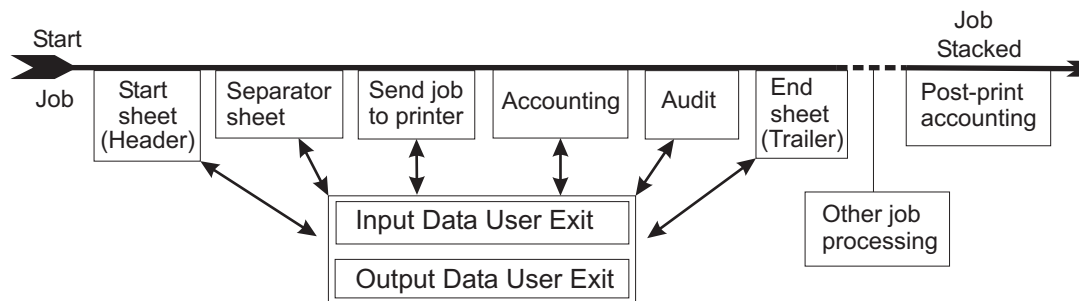 Start
Job
Start
sheet
(Header)
Separator
sheet
Send job
to printer
Accounting
Audit
End
sheet
(Trailer)
Job
Stacked
Post-print
accounting
Other job
processing
Input Data User Exit
Output Data User Exit